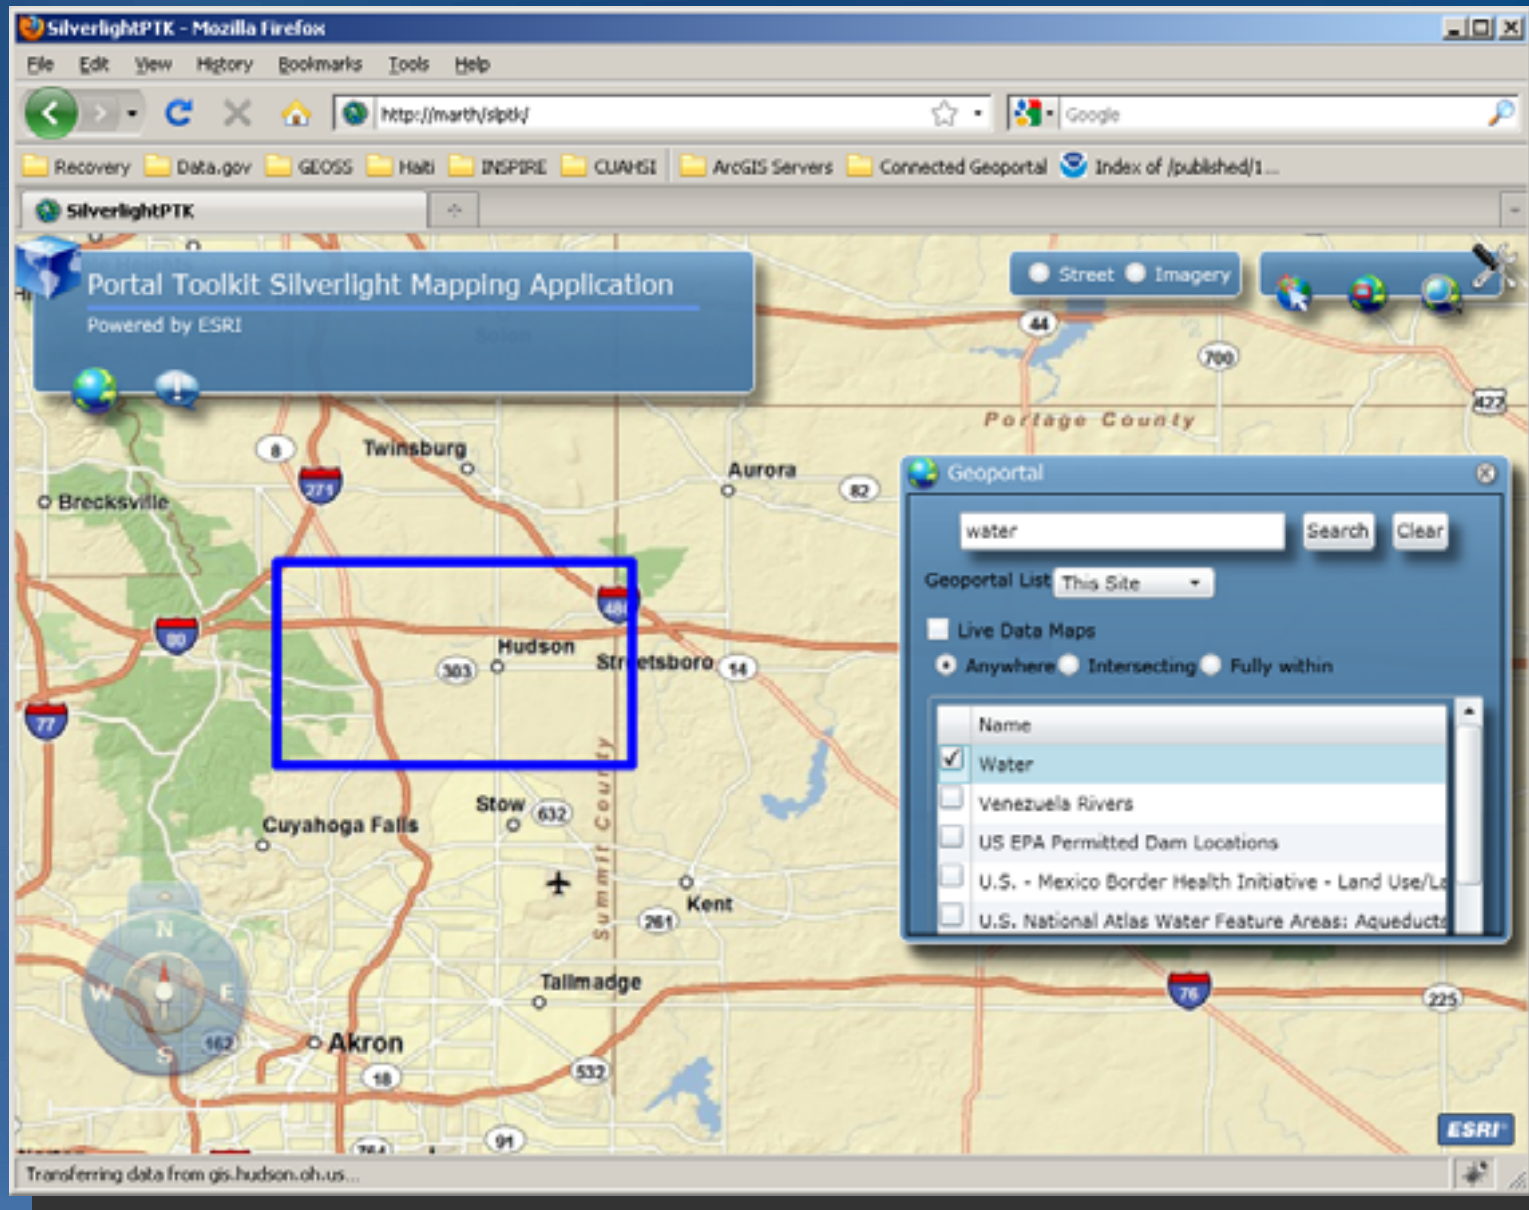 SilverlightPTK - Mozilla Firefox
File Edit View History Bookmarks Tools Help
http://marth/slptk/
Google
Recovery Data.gov GEOSS Haiti INSPIRE CUAHSI ArcGIS Servers Connected Geoportal Index of /published/1...
SilverlightPTK
Portal Toolkit Silverlight Mapping Application
Powered by ESRI
Street Imagery
44
700
422
Portage County
8
Twinsburg
271
Aurora
82
Brecksville
Geoportal
water
Search Clear
Geoportal List This Site
Live Data Maps
Anywhere Intersecting Fully within
Name
Water
Venezuela Rivers
US EPA Permitted Dam Locations
U.S. - Mexico Border Health Initiative - Land Use/La
U.S. National Atlas Water Feature Areas: Aqueducts
480
80
Hudson
303
Streetsboro
14
77
Stow
632
Cuyahoga Falls
Summit County
Kent
261
N
W E
S
Tallmadge
76
225
162
Akron
18
532
91
764
ESRI
Transferring data from gis.hudson.oh.us...